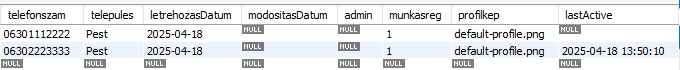 telefonszam telepules letrehozasDatum modositasDatum admin munkasreg profilkep lastActive
06301112222 Pest 2025-04-18 NULL NULL 1 default-profile.png NULL
06302223333 Pest 2025-04-18 NULL NULL 1 default-profile.png 2025-04-18 13:50:10
NULL NULL NULL NULL NULL NULL NULL NULL